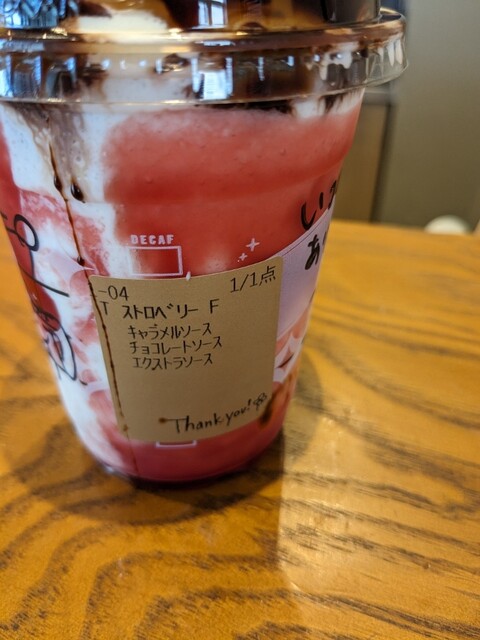 DECAF
-04 1/1点
T ストロベリー F
キャラメルソース
チョコレートソース
エクストラソース
Thank you!